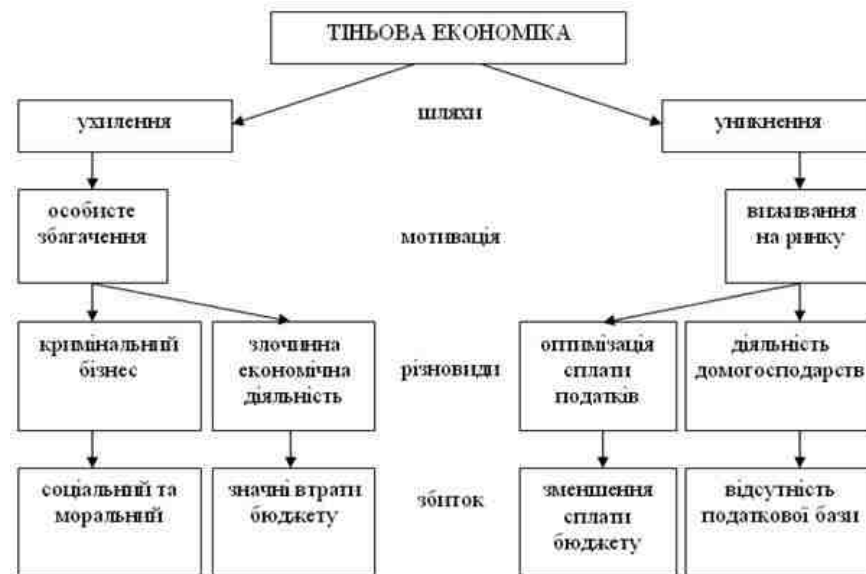 ТІНЬОВА ЕКОНОМІКА
ухилення
шляхи
уникнення
особисте
збагачення
мотивація
виживання
на ринку
кримінальний
бізнес
злочинна
економічна
діяльність
різновиди
оптимізація
сплати
податків
діяльність
домогосподарств
соціальний та
моральний
значні втрати
бюджету
збиток
зменшення
сплати
бюджету
відсутність
податкової бази